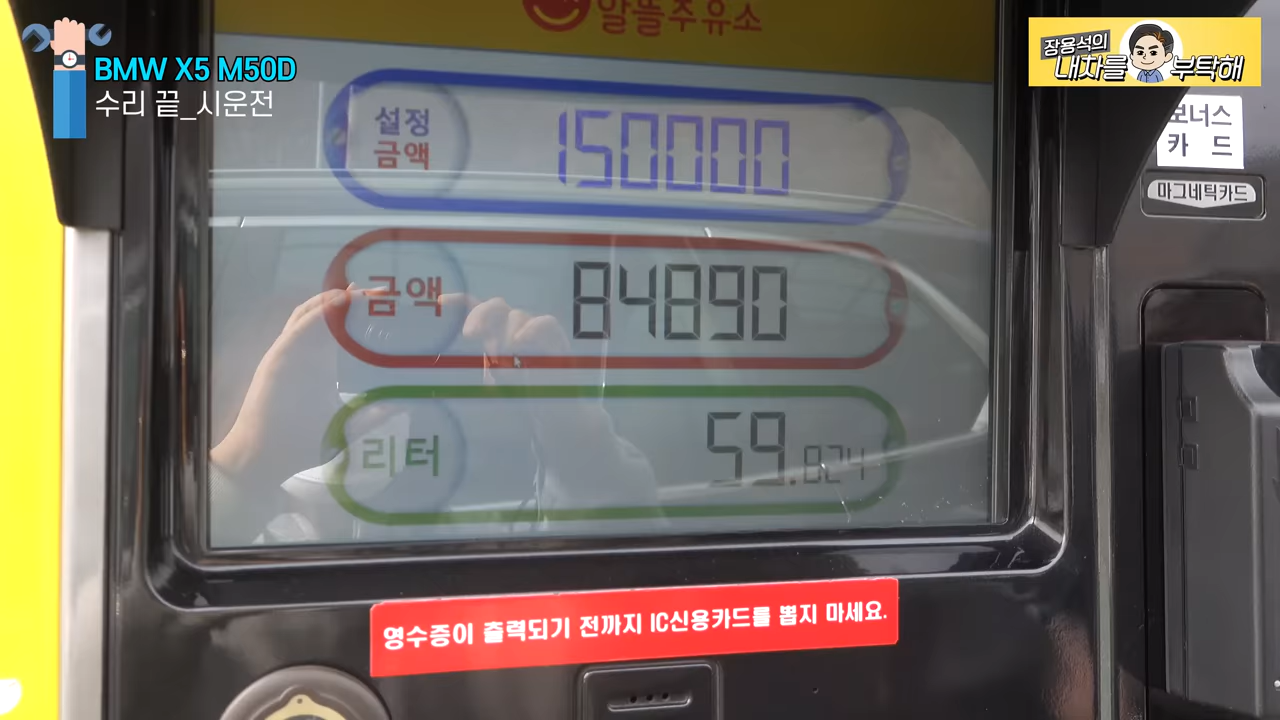 알뜰주유소
BMW X5 M50D
수리 끝_시운전
장용석의
내차를 부탁해
설정
금액
150000
보너스
카 드
마그네틱카드
금액
84890
리터
59.824
영수증이 출력되기 전까지 IC신용카드를 뽑지 마세요.